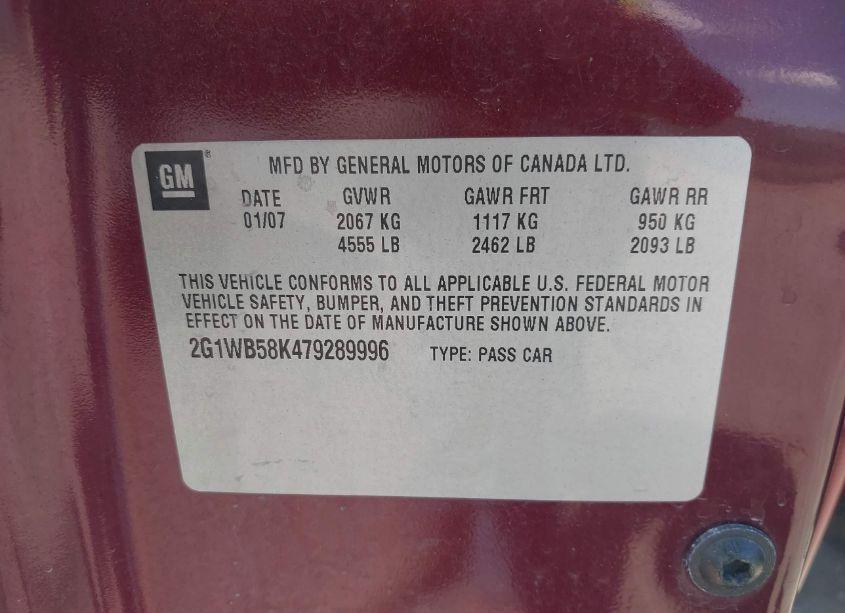 GM® MFD BY GENERAL MOTORS OF CANADA LTD.
DATE GVWR GAWR FRT GAWR RR
01/07 2067 KG 1117 KG 950 KG
4555 LB 2462 LB 2093 LB
THIS VEHICLE CONFORMS TO ALL APPLICABLE U.S. FEDERAL MOTOR
VEHICLE SAFETY, BUMPER, AND THEFT PREVENTION STANDARDS IN
EFFECT ON THE DATE OF MANUFACTURE SHOWN ABOVE.
2G1WB58K479289996 TYPE: PASS CAR